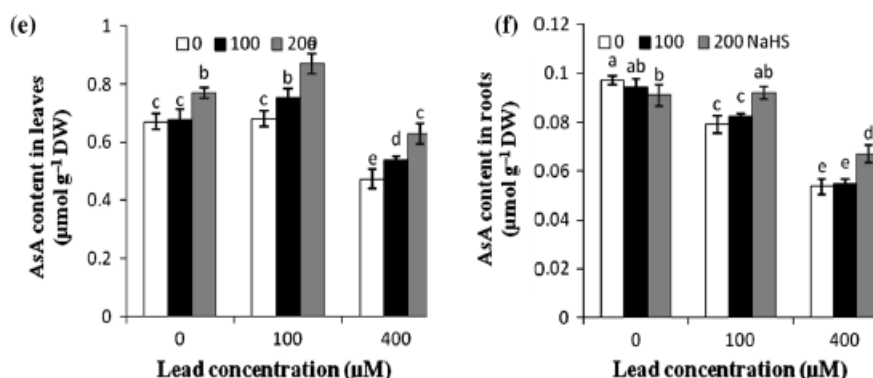 (e)
AsA content in leaves
(µmol g⁻¹ DW)
1
0.8
0.6
0.4
0.2
0
0 100 200
c c b
c b
e d c
0 100 400
Lead concentration (µM)
(f)
AsA content in roots
(µmol g⁻¹ DW)
0.12
0.1
0.08
0.06
0.04
0.02
0
0 100 200 NaHS
a ab b
c c ab
e e d
0 100 400
Lead concentration (µM)